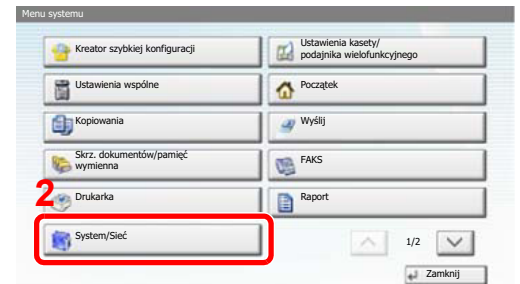 Menu systemu
Kreator szybkiej konfiguracji
Ustawienia kasety/
podajnika wielofunkcyjnego
Ustawienia wspólne
Początek
Kopiowania
Wyślij
Skrz. dokumentów/pamięć
wymienna
FAKS
2
Drukarka
Raport
System/Sieć
1/2
Zamknij